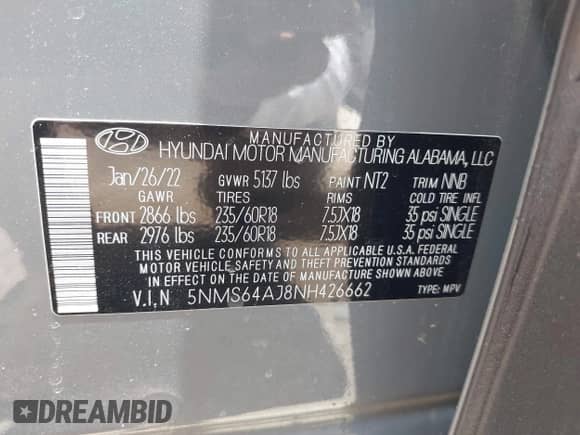 MANUFACTURED BY
HYUNDAI MOTOR MANUFACTURING ALABAMA, LLC
Jan/26/22 GVWR 5137 lbs PAINT NT2 TRIM NNB
GAWR TIRES RIMS COLD TIRE INFL
FRONT 2866 lbs 235/60R18 7.5JX18 35 psi SINGLE
REAR 2976 lbs 235/60R18 7.5JX18 35 psi SINGLE
THIS VEHICLE CONFORMS TO ALL APPLICABLE U.S.A. FEDERAL
MOTOR VEHICLE SAFETY AND THEFT PREVENTION STANDARDS
IN EFFECT ON THE DATE OF MANUFACTURE SHOWN ABOVE
V.I.N 5NMS64AJ8NH426662 TYPE: MPV
DREAMBID